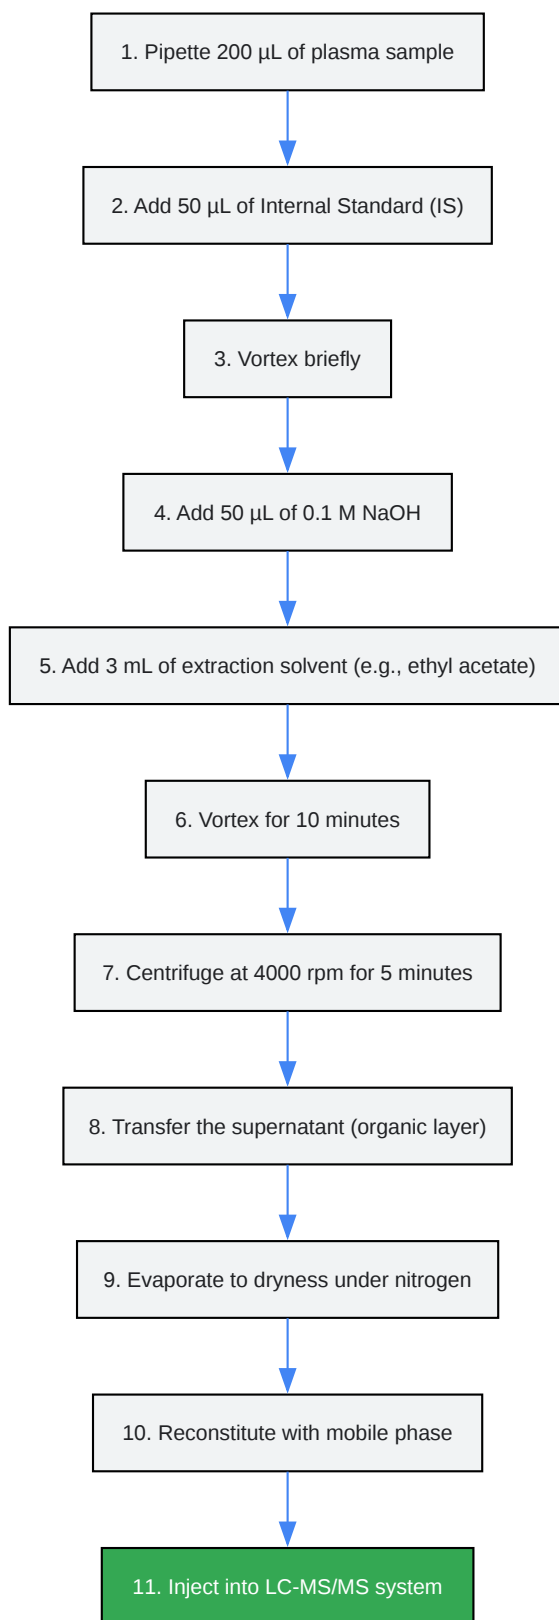 1. Pipette 200 µL of plasma sample
2. Add 50 µL of Internal Standard (IS)
3. Vortex briefly
4. Add 50 µL of 0.1 M NaOH
5. Add 3 mL of extraction solvent (e.g., ethyl acetate)
6. Vortex for 10 minutes
7. Centrifuge at 4000 rpm for 5 minutes
8. Transfer the supernatant (organic layer)
9. Evaporate to dryness under nitrogen
10. Reconstitute with mobile phase
11. Inject into LC-MS/MS system